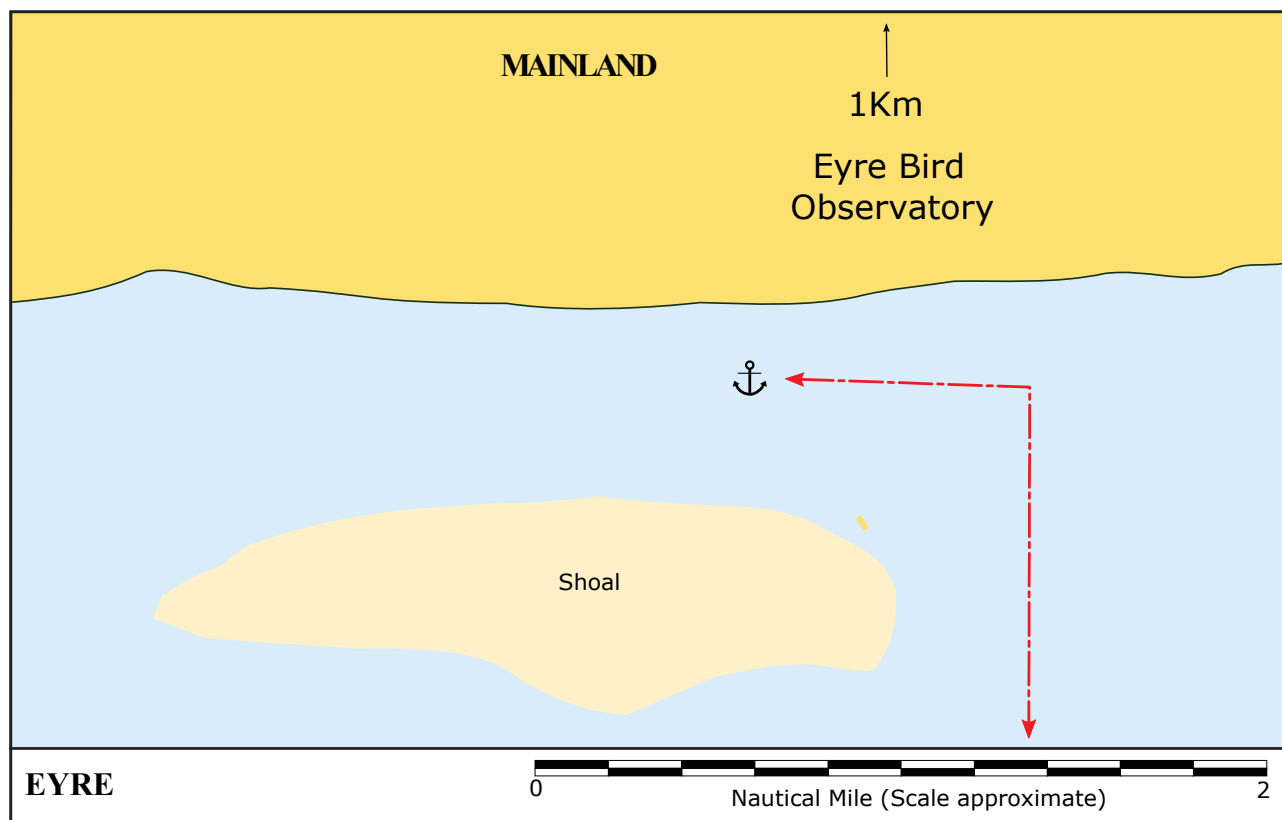 MAINLAND
1Km
Eyre Bird
Observatory
Shoal
EYRE
0
2
Nautical Mile (Scale approximate)